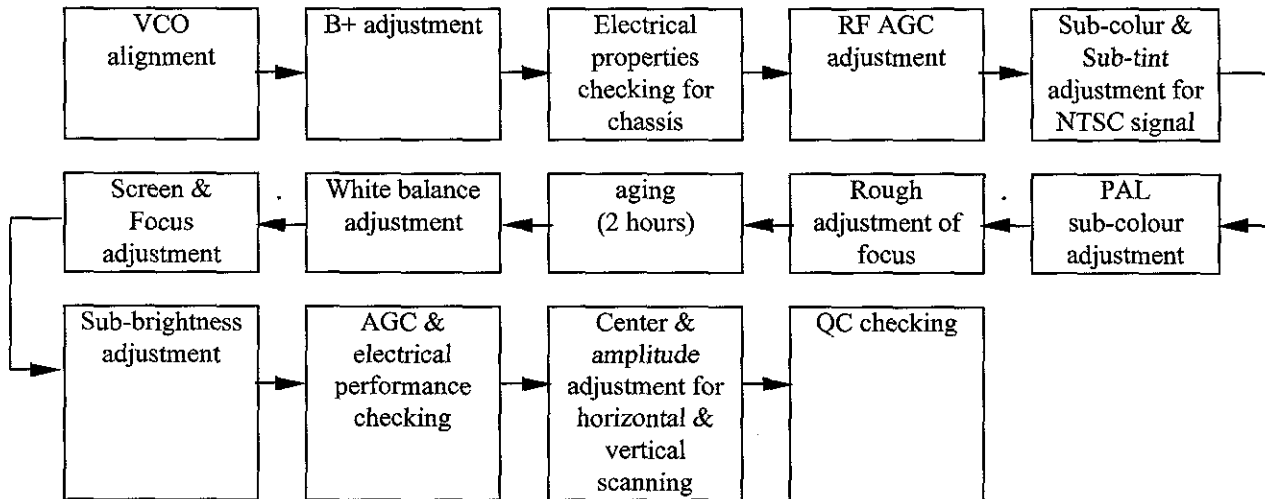 VCO
alignment
B+ adjustment
Electrical
properties
checking for
chassis
RF AGC
adjustment
Sub-colur &
Sub-tint
adjustment for
NTSC signal
Screen &
Focus
adjustment
White balance
adjustment
aging
(2 hours)
Rough
adjustment of
focus
PAL
sub-colour
adjustment
Sub-brightness
adjustment
AGC &
electrical
performance
checking
Center &
amplitude
adjustment for
horizontal &
vertical
scanning
QC checking